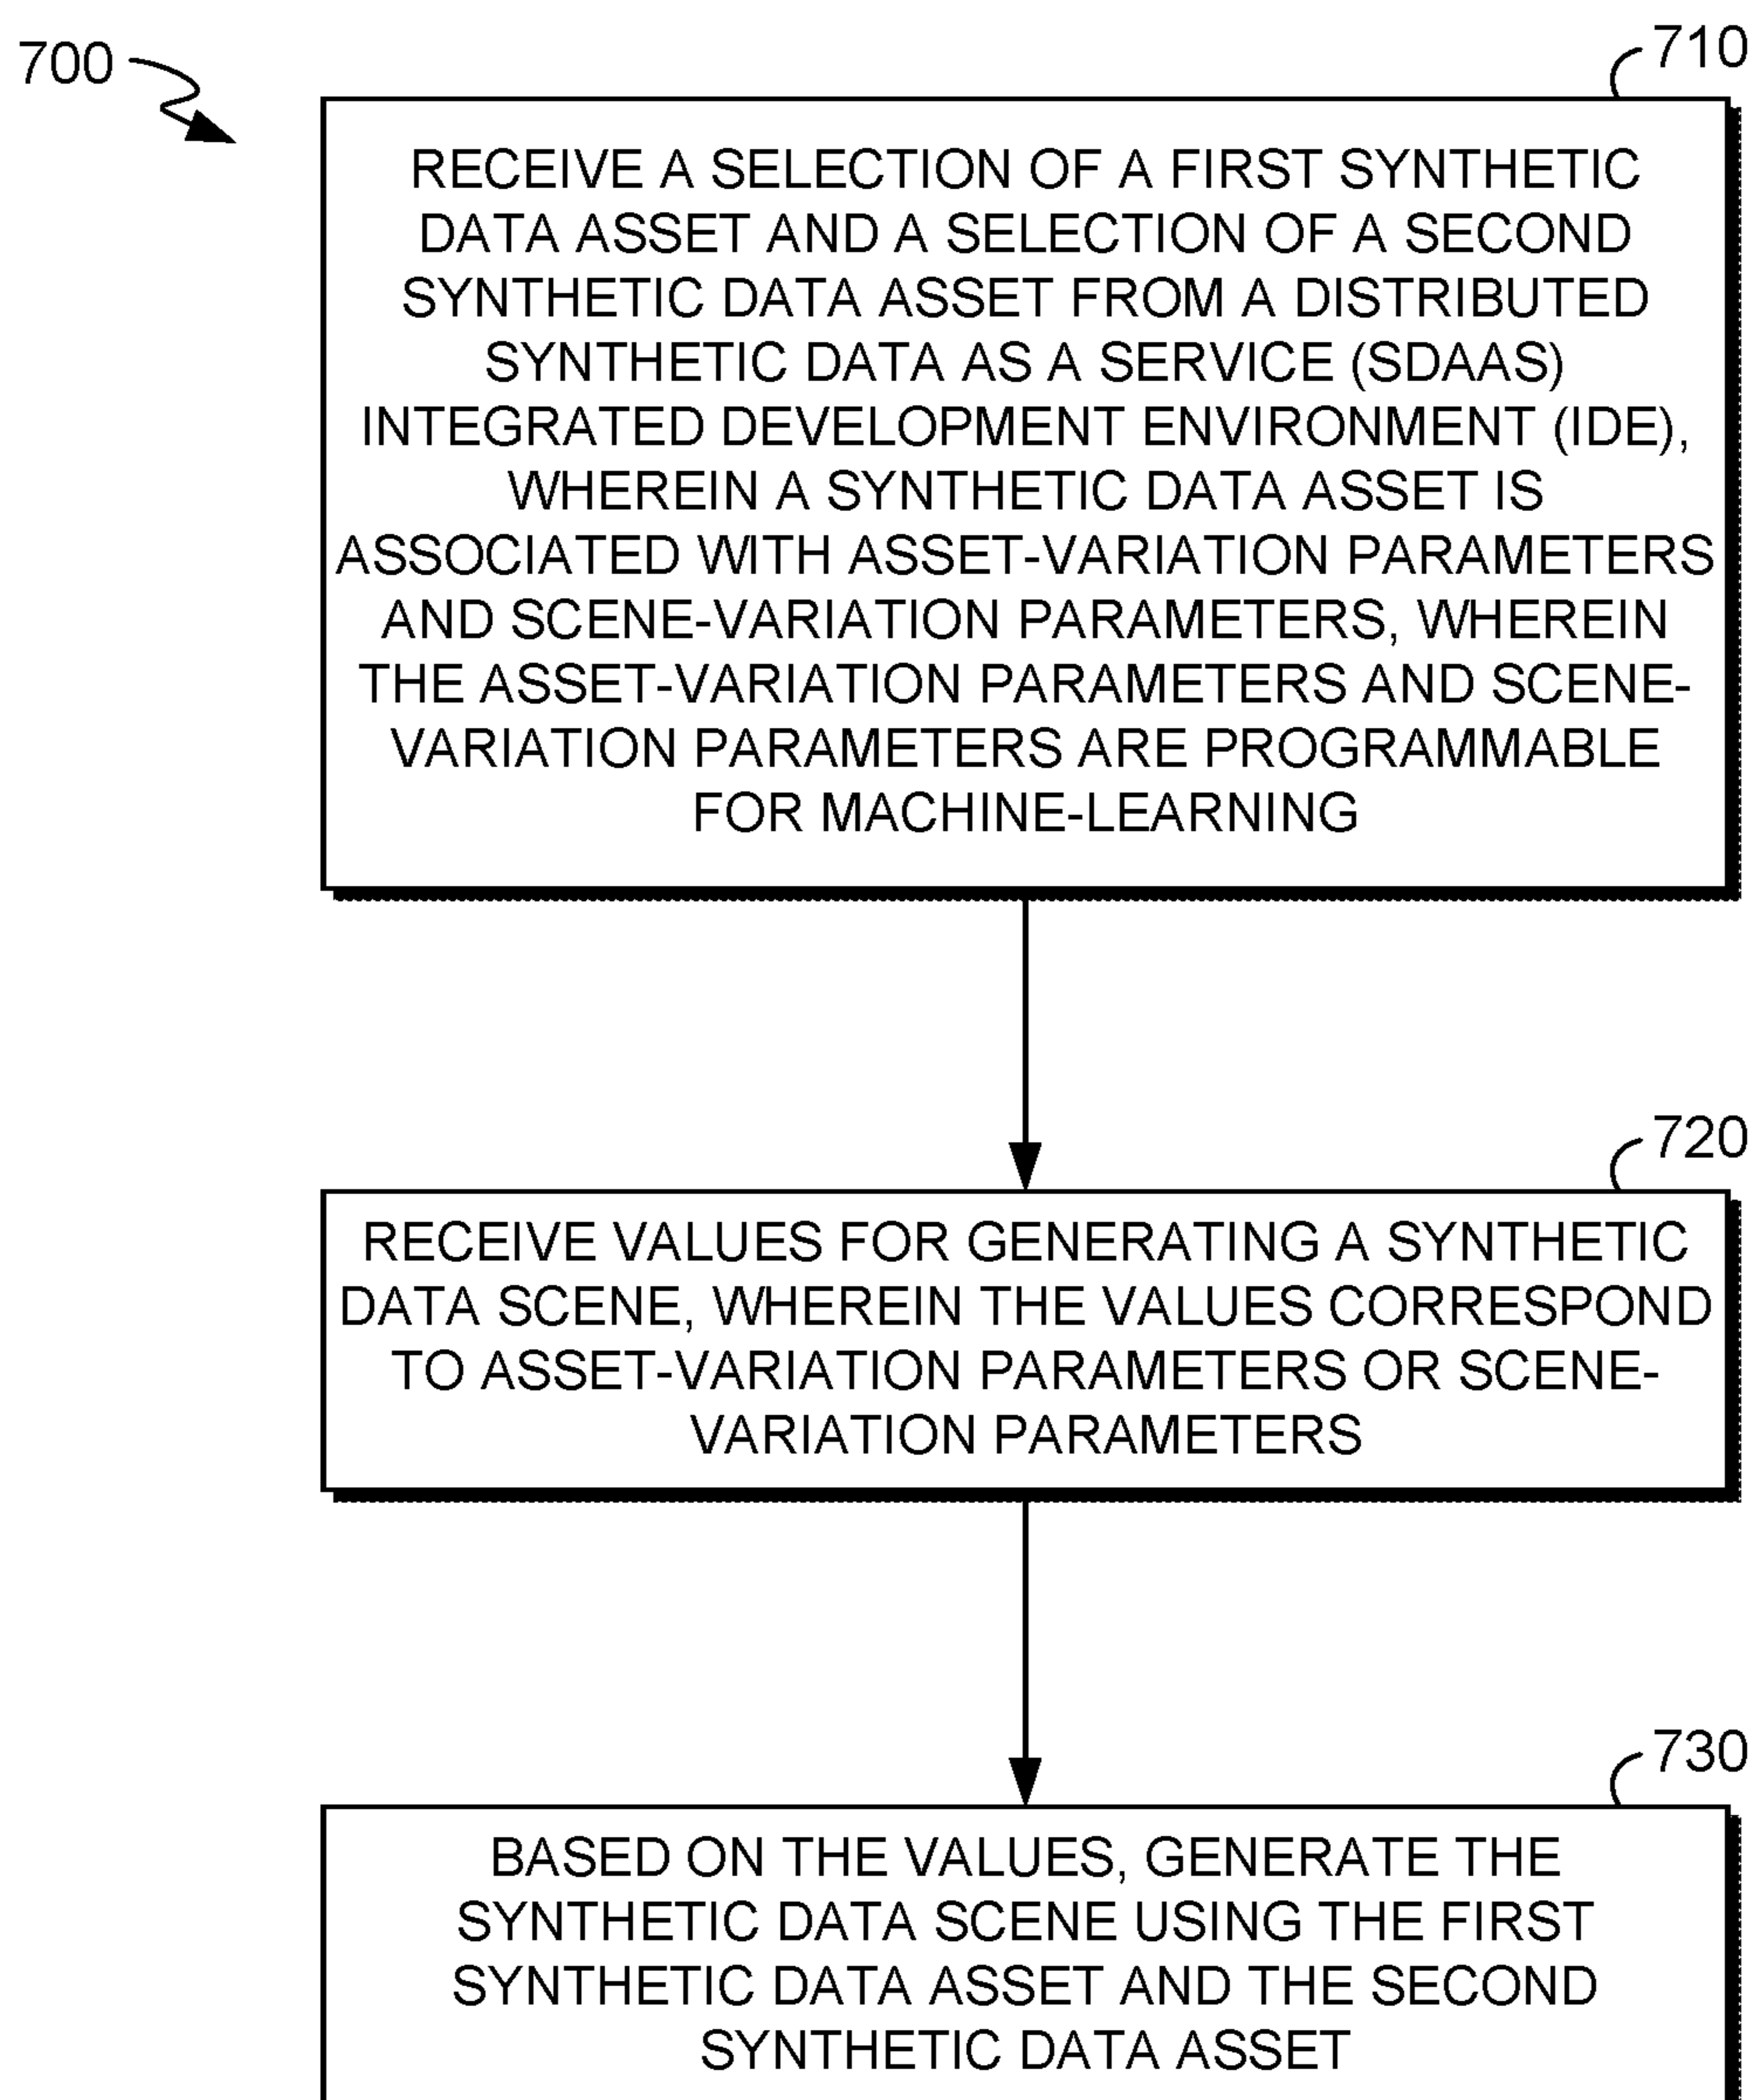 700
710
RECEIVE A SELECTION OF A FIRST SYNTHETIC
DATA ASSET AND A SELECTION OF A SECOND
SYNTHETIC DATA ASSET FROM A DISTRIBUTED
SYNTHETIC DATA AS A SERVICE (SDAAS)
INTEGRATED DEVELOPMENT ENVIRONMENT (IDE),
WHEREIN A SYNTHETIC DATA ASSET IS
ASSOCIATED WITH ASSET-VARIATION PARAMETERS
AND SCENE-VARIATION PARAMETERS, WHEREIN
THE ASSET-VARIATION PARAMETERS AND SCENE-
VARIATION PARAMETERS ARE PROGRAMMABLE
FOR MACHINE-LEARNING
720
RECEIVE VALUES FOR GENERATING A SYNTHETIC
DATA SCENE, WHEREIN THE VALUES CORRESPOND
TO ASSET-VARIATION PARAMETERS OR SCENE-
VARIATION PARAMETERS
730
BASED ON THE VALUES, GENERATE THE
SYNTHETIC DATA SCENE USING THE FIRST
SYNTHETIC DATA ASSET AND THE SECOND
SYNTHETIC DATA ASSET